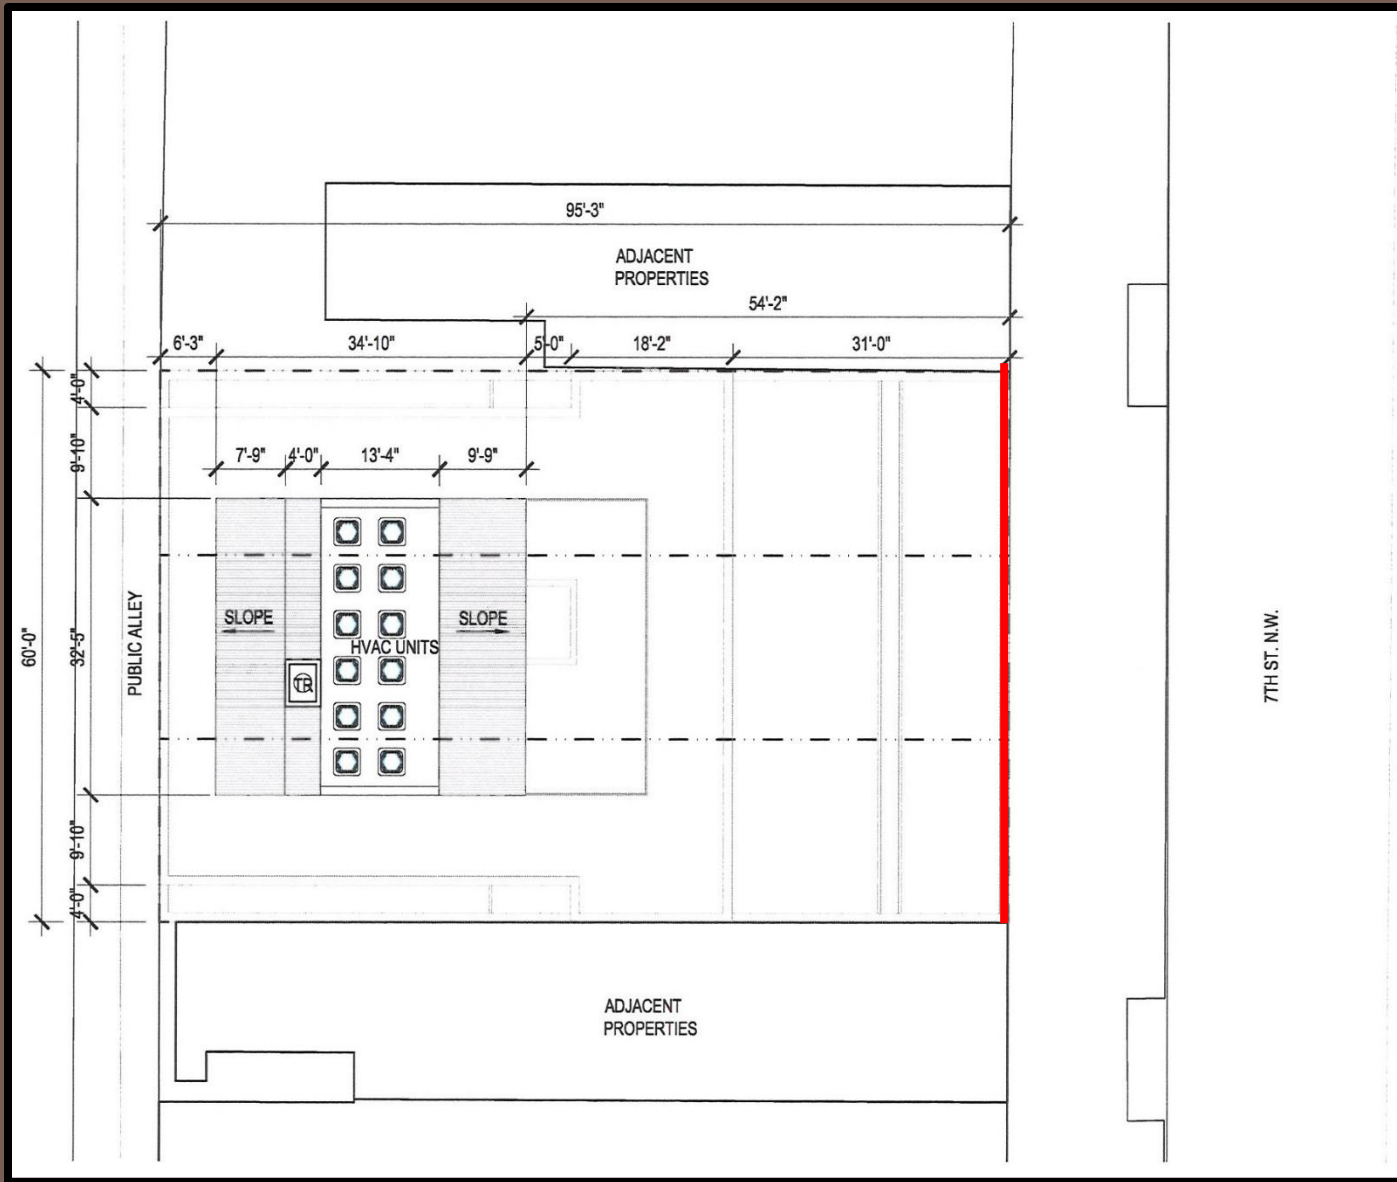 95'-3"
ADJACENT
PROPERTIES
54'-2"
6'-3" 34'-10" 5'-0" 18'-2" 31'-0"
4'-0"
9'-10"
7'-9" 4'-0" 13'-4" 9'-9"
PUBLIC ALLEY
SLOPE
SLOPE
HVAC UNITS
TR
60'-0"
32'-5"
7TH ST. N.W.
9'-10"
4'-0"
ADJACENT
PROPERTIES